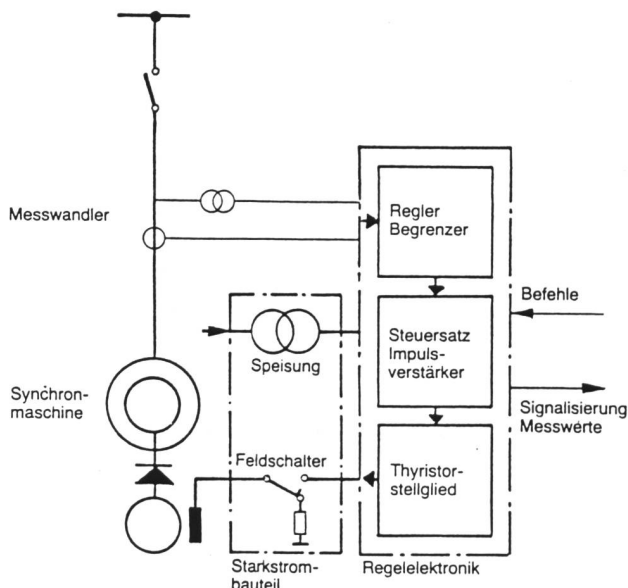 Messwandler
Regler
Begrenzer
Befehle
Speisung
Steuersatz
Impuls-
verstärker
Synchron-
maschine
Signalisierung
Messwerte
Feldschalter
Thyristor-
stellglied
Starkstrom-
bauteil
Regelelektronik